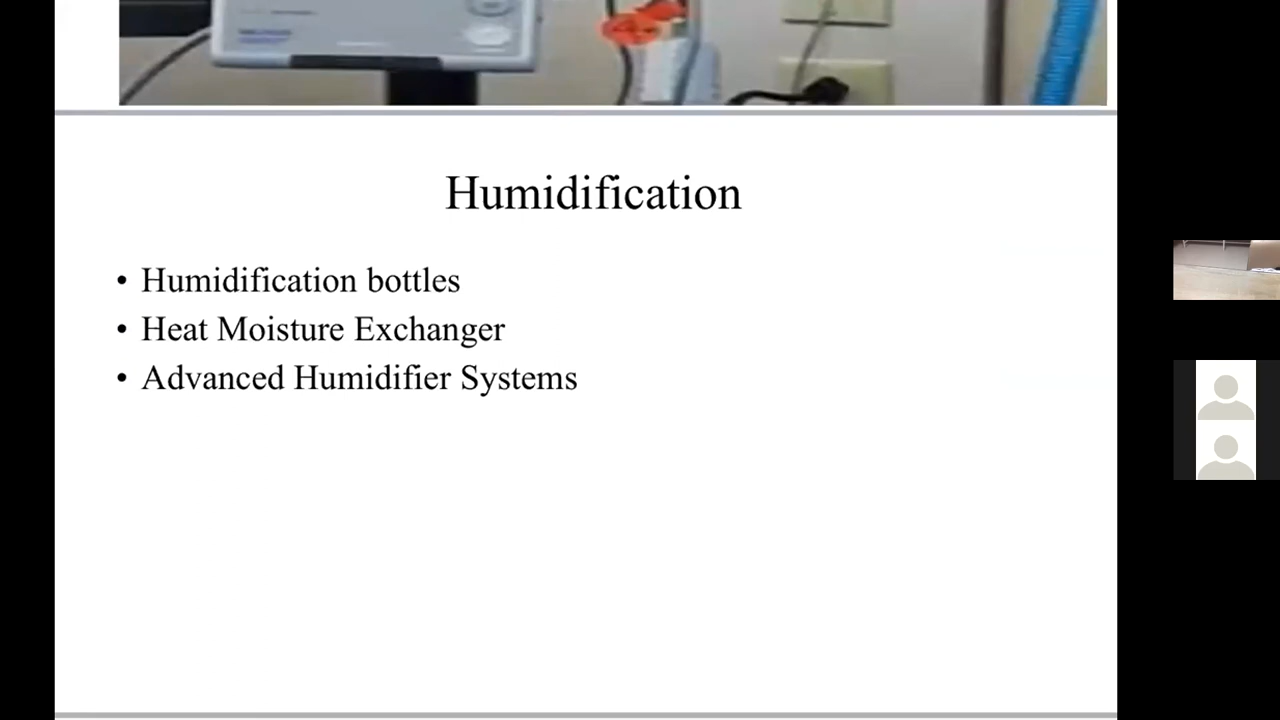 Humidification
• Humidification bottles
• Heat Moisture Exchanger
• Advanced Humidifier Systems